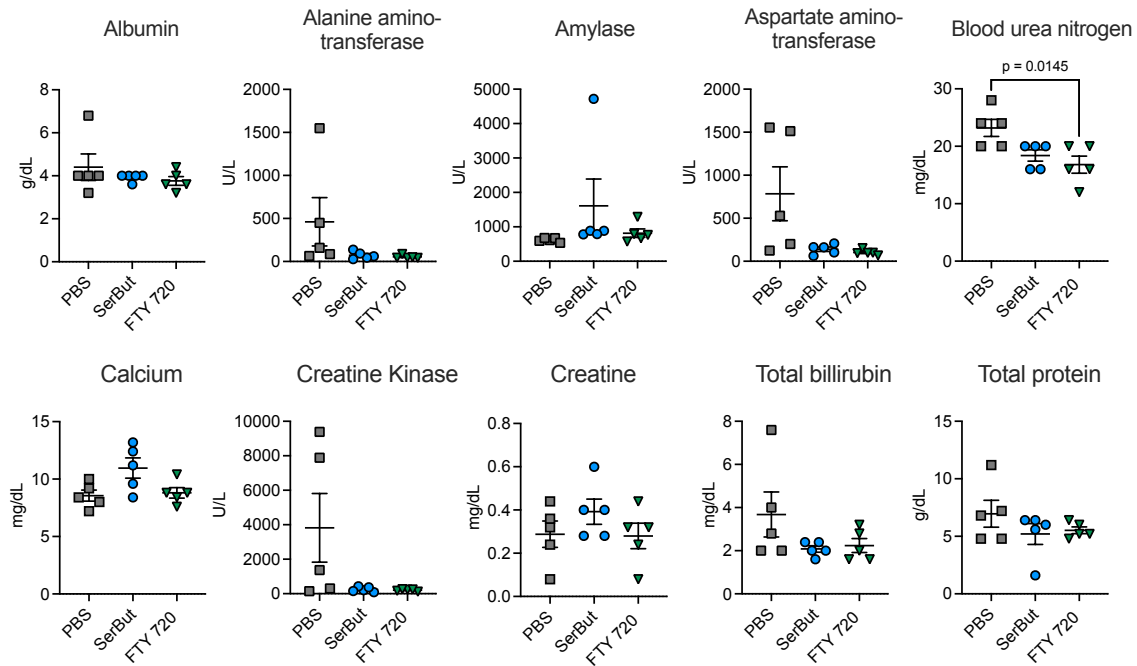 Albumin
Alanine amino-
transferase
Amylase
Aspartate amino-
transferase
Blood urea nitrogen
p = 0.0145
g/dL
8
6
4
2
0
PBS
SerBut
FTY 720
U/L
2000
1500
1000
500
0
PBS
SerBut
FTY 720
U/L
5000
4000
3000
2000
1000
0
PBS
SerBut
FTY 720
U/L
2000
1500
1000
500
0
PBS
SerBut
FTY 720
mg/dL
30
20
10
0
PBS
SerBut
FTY 720
Calcium
Creatine Kinase
Creatine
Total billirubin
Total protein
mg/dL
15
10
5
0
PBS
SerBut
FTY 720
U/L
10000
8000
6000
4000
2000
0
PBS
SerBut
FTY 720
mg/dL
0.8
0.6
0.4
0.2
0.0
PBS
SerBut
FTY 720
mg/dL
8
6
4
2
0
PBS
SerBut
FTY 720
g/dL
15
10
5
0
PBS
SerBut
FTY 720